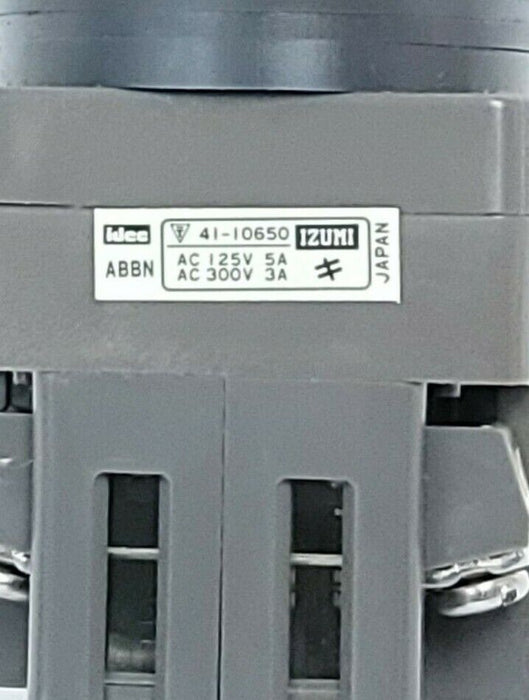 idec
ABBN
41-10650 IZUMI
AC 125V 5A
AC 300V 3A
JAPAN